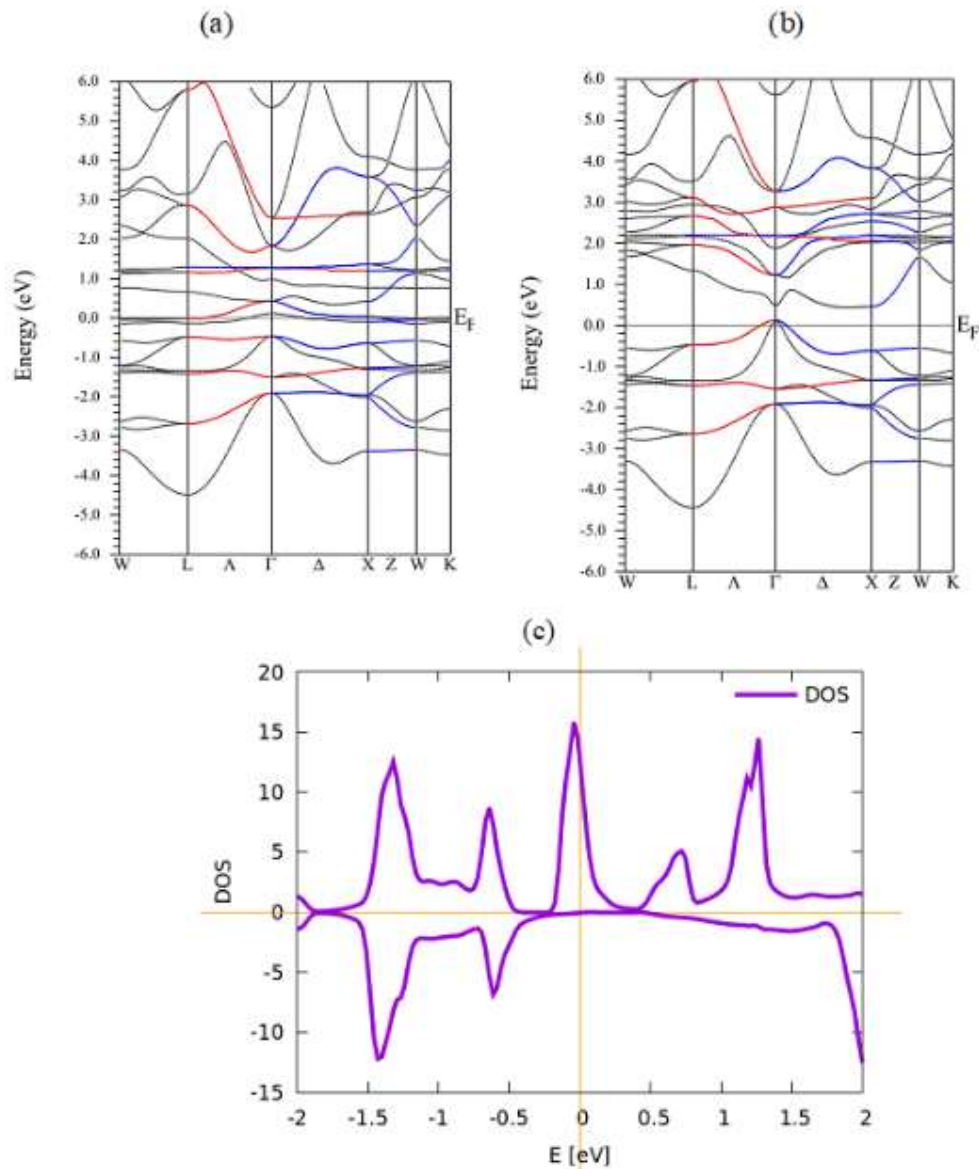 (a)
(b)
6.0
4.0
3.0
2.0
1.0
0.0
-1.0
-2.0
-3.0
-4.0
-5.0
-6.0
Energy (eV)
E_F
W L Λ Γ Δ X Z W K
6.0
4.0
3.0
2.0
1.0
0.0
-1.0
-2.0
-3.0
-4.0
-5.0
-6.0
Energy (eV)
E_F
W L Λ Γ Δ X Z W K
(c)
20
15
10
5
0
-5
-10
-15
DOS
DOS
-2 -1.5 -1 -0.5 0 0.5 1 1.5 2
E [eV]